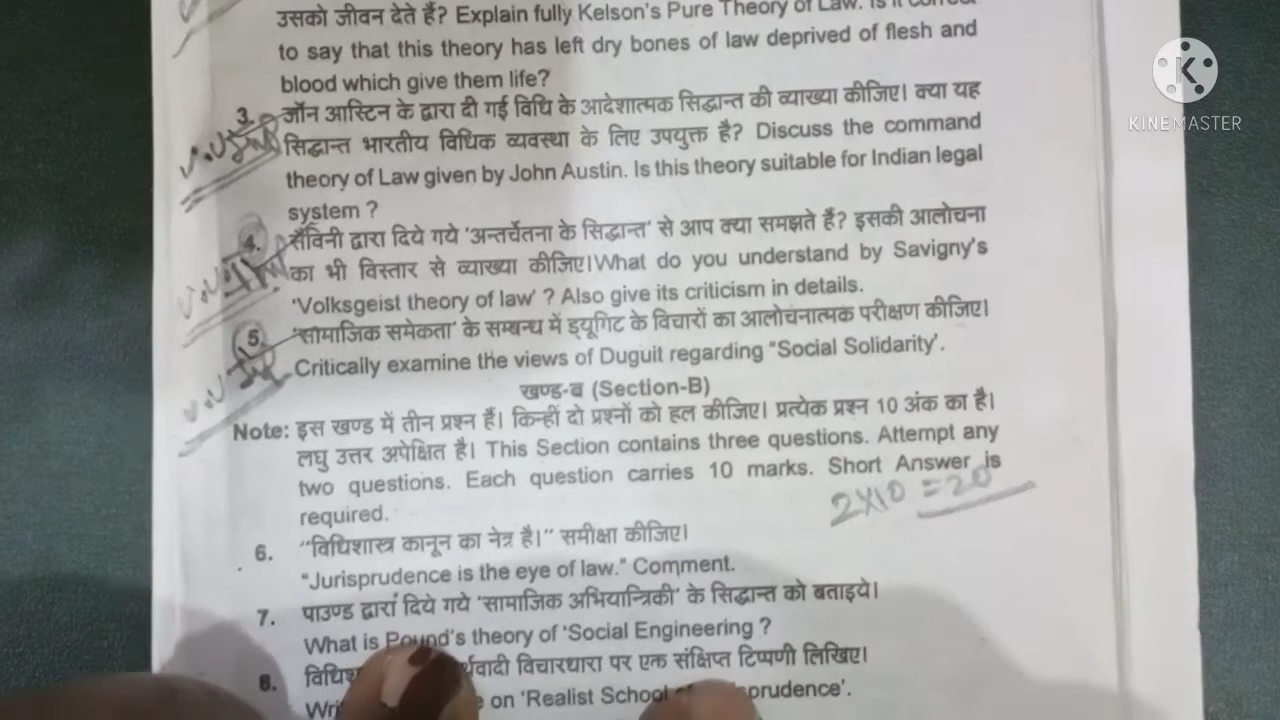 उसको जीवन देते हैं? Explain fully Kelson's Pure Theory of Law. Is it correct
to say that this theory has left dry bones of law deprived of flesh and
blood which give them life?
3. जॉन आस्टिन के द्वारा दी गई विधि के आदेशात्मक सिद्धान्त की व्याख्या कीजिए। क्या यह
सिद्धान्त भारतीय विधिक व्यवस्था के लिए उपयुक्त है? Discuss the command
theory of Law given by John Austin. Is this theory suitable for Indian legal
system ?
4. सैविनी द्वारा दिये गये 'अन्तर्चेतना के सिद्धान्त' से आप क्या समझते हैं? इसकी आलोचना
का भी विस्तार से व्याख्या कीजिए।What do you understand by Savigny's
'Volksgeist theory of law' ? Also give its criticism in details.
5. 'सामाजिक समेकता' के सम्बन्ध में ड्यूगिट के विचारों का आलोचनात्मक परीक्षण कीजिए।
Critically examine the views of Duguit regarding "Social Solidarity'.
खण्ड-ब (Section-B)
Note: इस खण्ड में तीन प्रश्न हैं। किन्हीं दो प्रश्नों को हल कीजिए। प्रत्येक प्रश्न 10 अंक का है।
लघु उत्तर अपेक्षित है। This Section contains three questions. Attempt any
two questions. Each question carries 10 marks. Short Answer is
required.
2x10 = 20
6. "विधिशास्त्र कानून का नेत्र है।" समीक्षा कीजिए।
"Jurisprudence is the eye of law." Comment.
7. पाउण्ड द्वारा दिये गये 'सामाजिक अभियान्त्रिकी' के सिद्धान्त को बताइये।
What is Pound's theory of 'Social Engineering ?
8. विचारधारा पर एक संक्षिप्त टिप्पणी लिखिए।
on 'Realist School
KINEMASTER